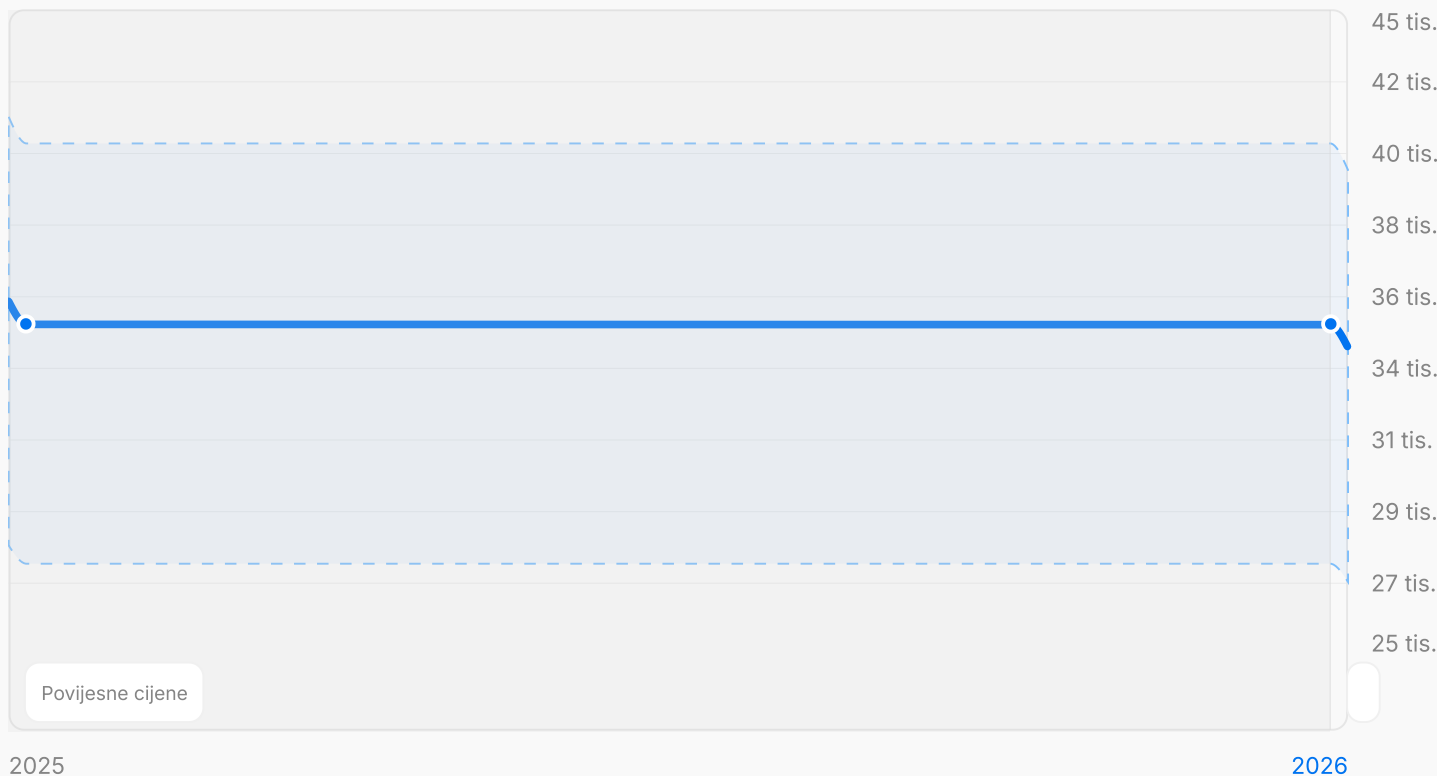 45 tis.
42 tis.
40 tis.
38 tis.
36 tis.
34 tis.
31 tis.
29 tis.
27 tis.
25 tis.
Povijesne cijene
2025
2026